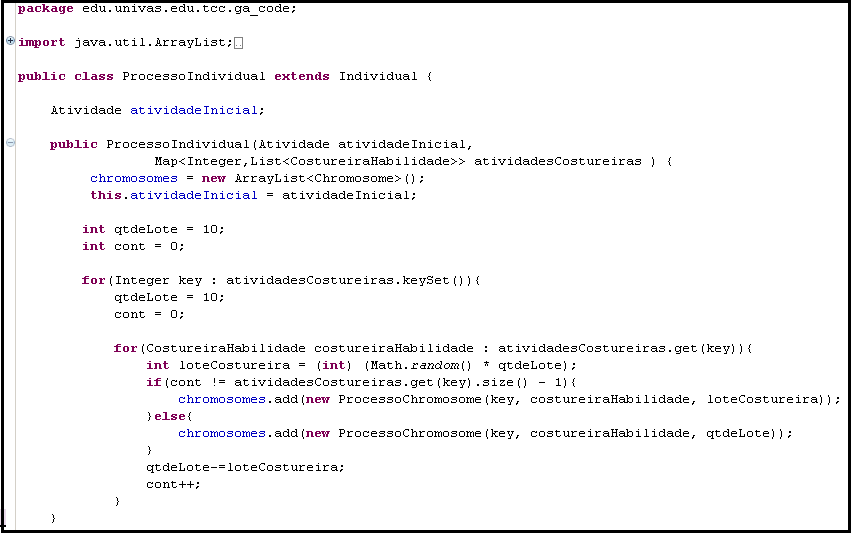 package edu.univas.edu.tcc.ga_code;
import java.util.ArrayList;
public class ProcessoIndividual extends Individual {
Atividade atividadeInicial;
public ProcessoIndividual(Atividade atividadeInicial,
Map<Integer,List<CostureiraHabilidade>> atividadesCostureiras ) {
chromosomes = new ArrayList<Chromosome>();
this.atividadeInicial = atividadeInicial;
int qtdeLote = 10;
int cont = 0;
for(Integer key : atividadesCostureiras.keySet()){
qtdeLote = 10;
cont = 0;
for(CostureiraHabilidade costureiraHabilidade : atividadesCostureiras.get(key)){
int loteCostureira = (int) (Math.random() * qtdeLote);
if(cont != atividadesCostureiras.get(key).size() - 1){
chromosomes.add(new ProcessoChromosome(key, costureiraHabilidade, loteCostureira));
}else{
chromosomes.add(new ProcessoChromosome(key, costureiraHabilidade, qtdeLote));
}
qtdeLote-=loteCostureira;
cont++;
}
}